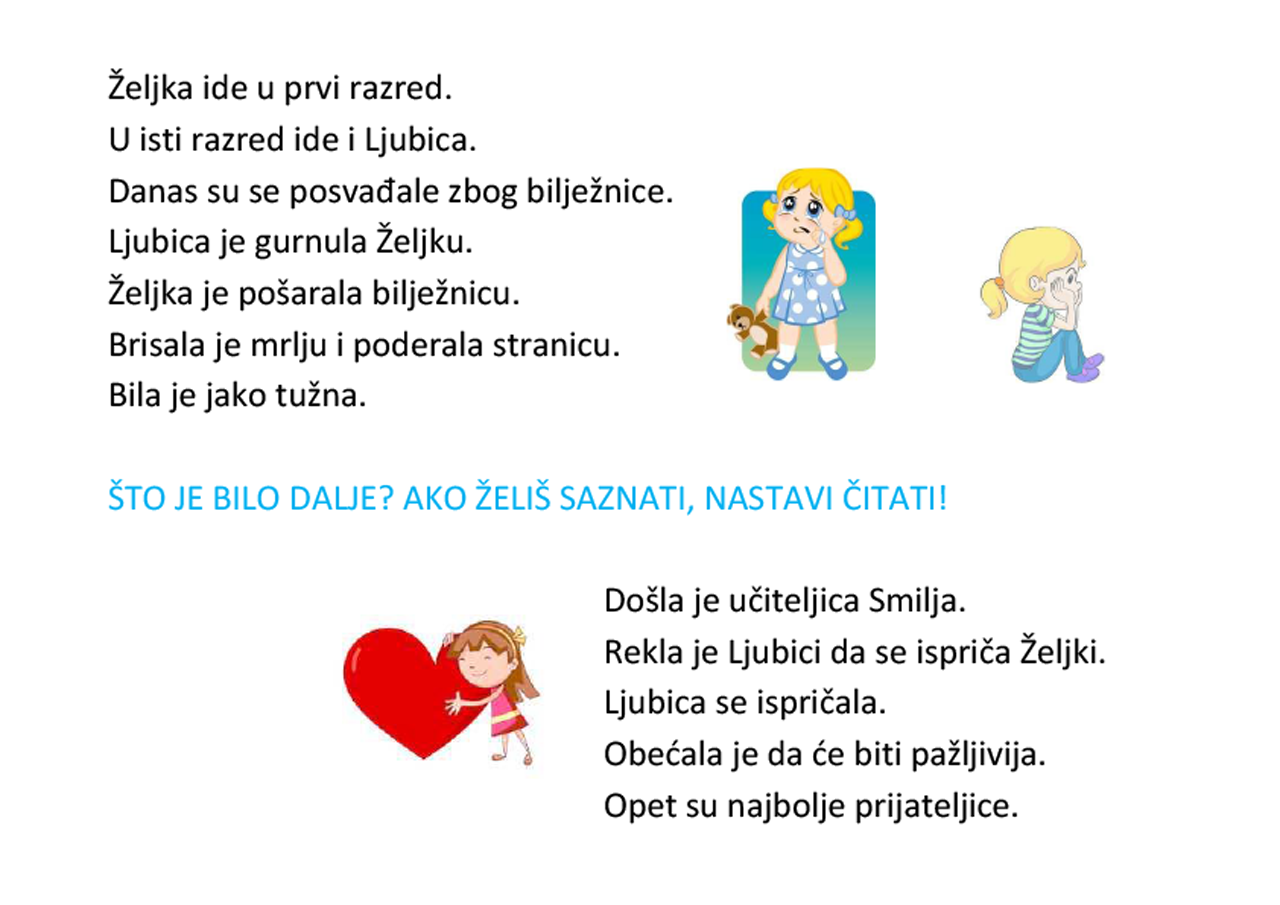 Željka ide u prvi razred.
U isti razred ide i Ljubica.
Danas su se posvađale zbog bilježnice.
Ljubica je gurnula Željku.
Željka je pošarala bilježnicu.
Brisala je mrlju i poderala stranicu.
Bila je jako tužna.
ŠTO JE BILO DALJE? AKO ŽELIŠ SAZNATI, NASTAVI ČITATI!
Došla je učiteljica Smilja.
Rekla je Ljubici da se ispriča Željki.
Ljubica se ispričala.
Obećala je da će biti pažljivija.
Opet su najbolje prijateljice.